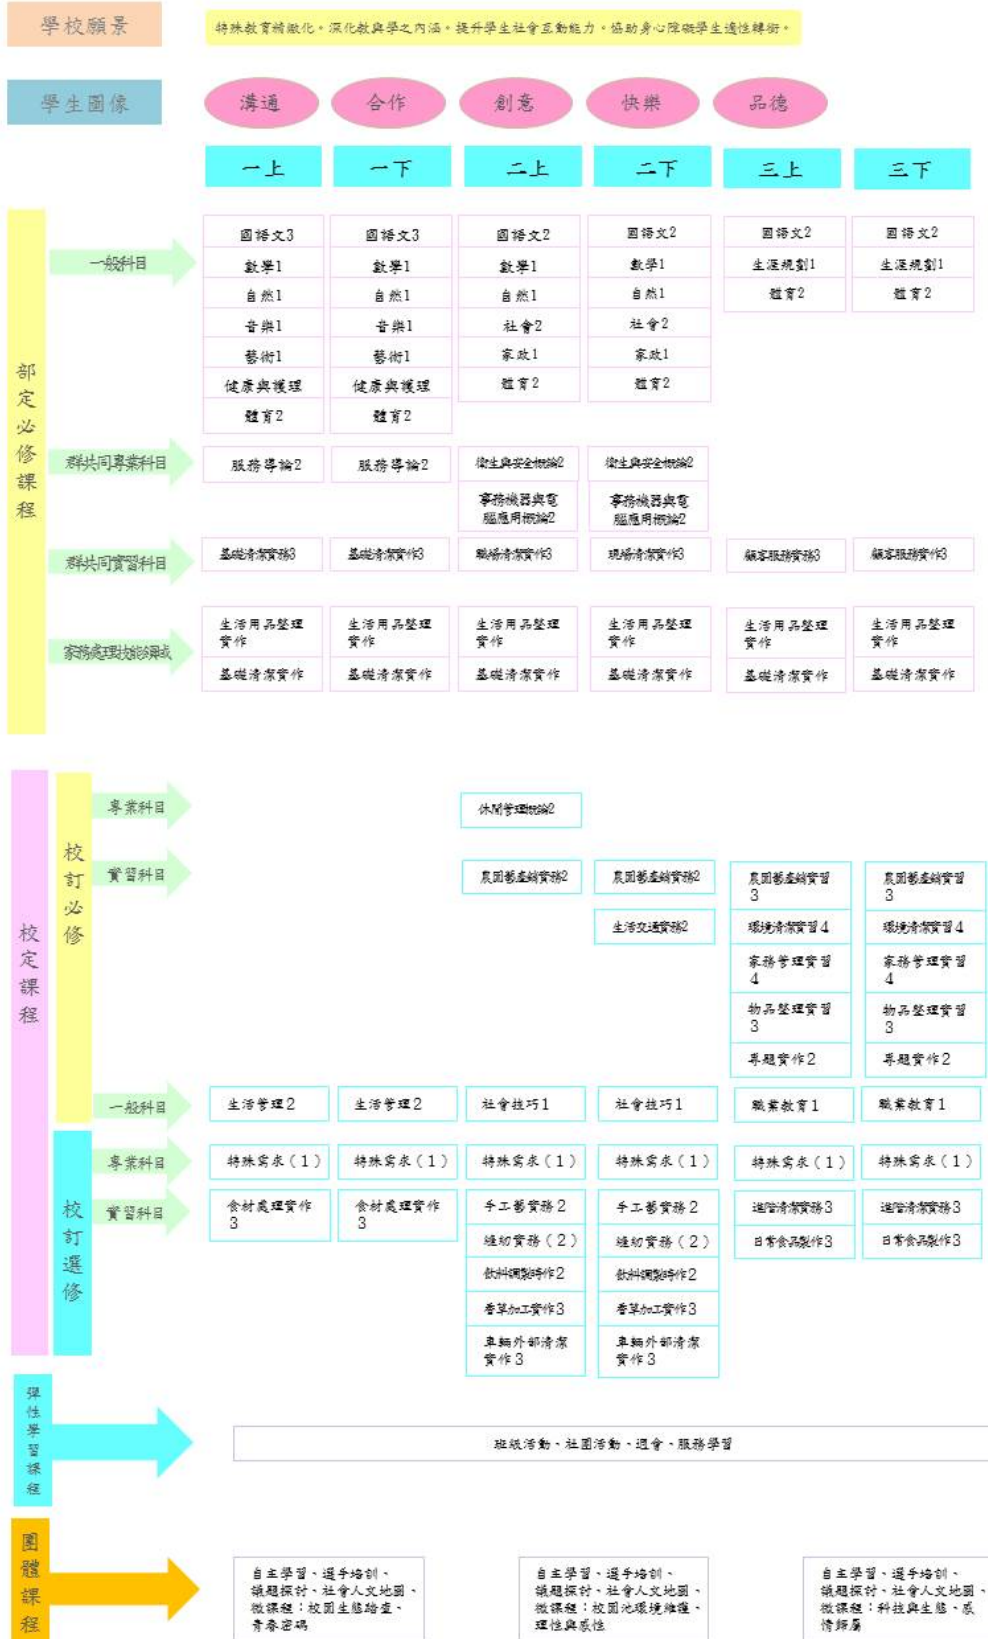 學校願景
特殊教育精緻化。深化教與學之內涵。提升學生社會互動能力。協助身心障礙學生適性轉銜。
學生圖像
溝通 合作 創意 快樂 品德
一上 一下 二上 二下 三上 三下
部定必修課程
一般科目
國語文3 國語文3 國語文2 國語文2 國語文2 國語文2
數學1 數學1 數學1 數學1 生涯規劃1 生涯規劃1
自然1 自然1 自然1 自然1 體育2 體育2
音樂1 音樂1 社會2 社會2
藝術1 藝術1 家政1 家政1
健康與護理 健康與護理 體育2 體育2
體育2 體育2
群共同專業科目
服務導論2 服務導論2 衛生與安全概論2 衛生與安全概論2
事務機器與電 事務機器與電
腦應用概論2 腦應用概論2
群共同實習科目
基礎清潔實務3 基礎清潔實作3 職場清潔實作3 現場清潔實作3 顧客服務實務3 顧客服務實作3
家務處理技能領域
生活用品整理 生活用品整理 生活用品整理 生活用品整理 生活用品整理 生活用品整理
實作 實作 實作 實作 實作 實作
基礎清潔實作 基礎清潔實作 基礎清潔實作 基礎清潔實作 基礎清潔實作 基礎清潔實作
校定課程
校訂必修
專業科目
休閒管理概論2
實習科目
農園藝產銷實務2 農園藝產銷實務2 農園藝產銷實習 農園藝產銷實習
3 3
生活交通實務2 環境清潔實習4 環境清潔實習4
家務管理實習 家務管理實習
4 4
物品整理實習 物品整理實習
3 3
專題實作2 專題實作2
一般科目
生活管理2 生活管理2 社會技巧1 社會技巧1 職業教育1 職業教育1
校訂選修
專業科目
特殊需求(1) 特殊需求(1) 特殊需求(1) 特殊需求(1) 特殊需求(1) 特殊需求(1)
實習科目
食材處理實作 食材處理實作 手工藝實務2 手工藝實務2 進階清潔實務3 進階清潔實務3
3 3
縫紉實務(2) 縫紉實務(2) 日常食品製作3 日常食品製作3
飲料調製時作2 飲料調製時作2
香草加工實作3 香草加工實作3
車輛外部清潔 車輛外部清潔
實作3 實作3
彈性學習課程
班級活動、社團活動、週會、服務學習
團體課程
自主學習、選手培訓、 自主學習、選手培訓、 自主學習、選手培訓、
議題探討、社會人文地圖、 議題探討、社會人文地圖、 議題探討、社會人文地圖、
微課程：校園生態踏查、 微課程：校園池環境維護、 微課程：科技與生態、感
青春密碼 理性與感性 情歸屬